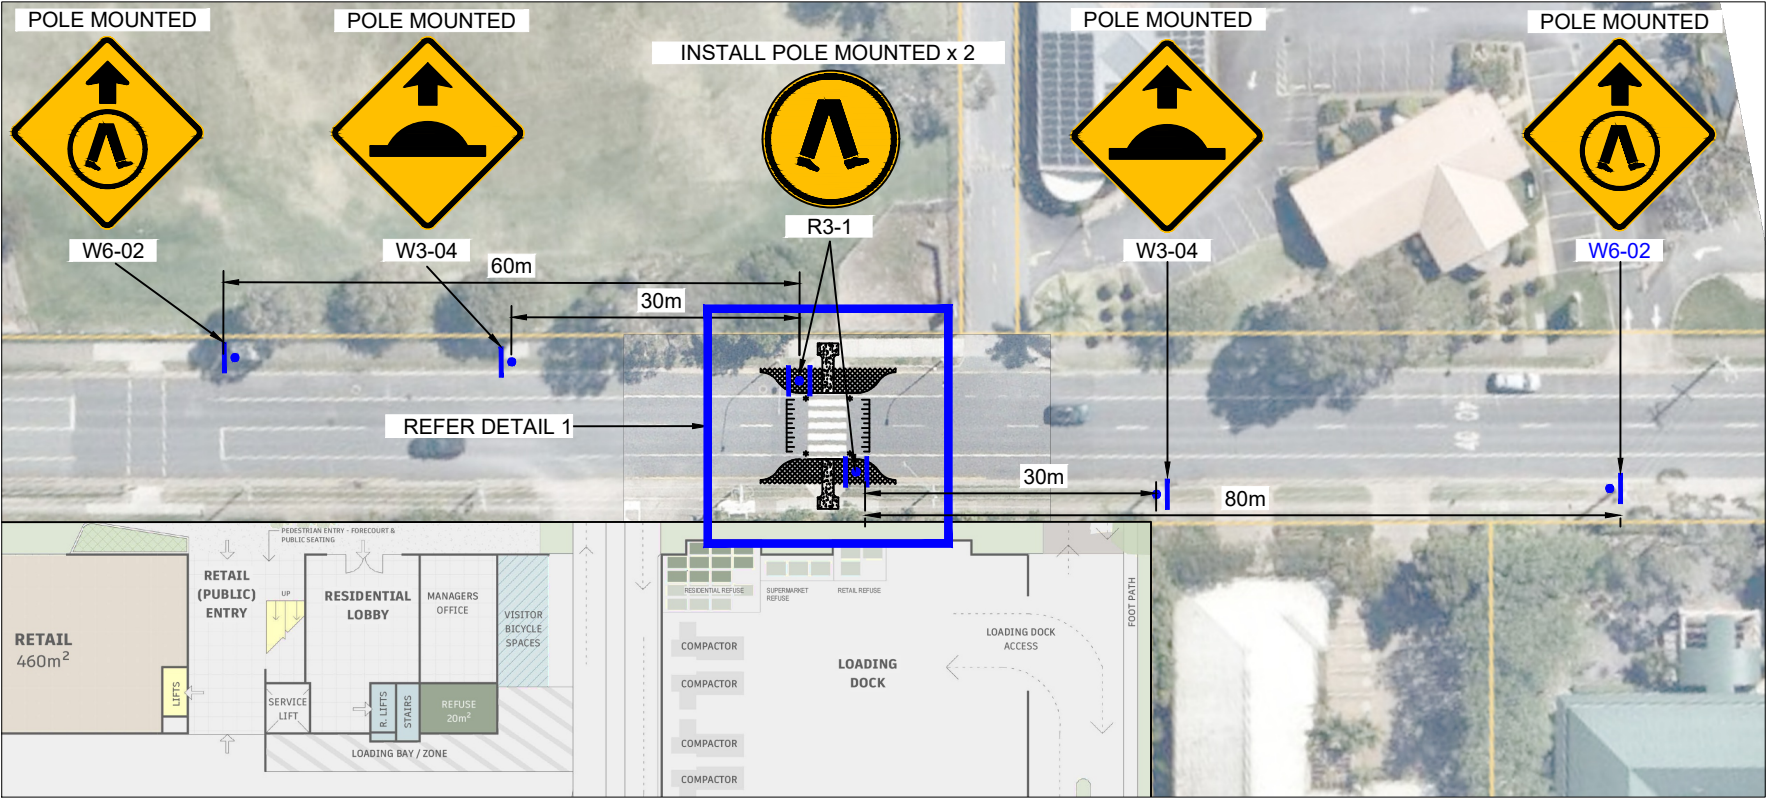 POLE MOUNTED
POLE MOUNTED
INSTALL POLE MOUNTED x 2
POLE MOUNTED
POLE MOUNTED
W6-02
W3-04
R3-1
W3-04
W6-02
60m
30m
REFER DETAIL 1
30m
80m
40
40
PEDESTRIAN ENTRY - FORECOURT &
PUBLIC SEATING
RETAIL
(PUBLIC)
ENTRY
UP
RESIDENTIAL
LOBBY
MANAGERS
OFFICE
VISITOR
BICYCLE
SPACES
RETAIL
460m²
LIFTS
SERVICE
LIFT
R. LIFTS
STAIRS
REFUSE
20m²
LOADING BAY / ZONE
RESIDENTIAL REFUSE
SUPERMARKET
REFUSE
RETAIL REFUSE
COMPACTOR
COMPACTOR
COMPACTOR
COMPACTOR
LOADING
DOCK
LOADING DOCK
ACCESS
FOOT PATH